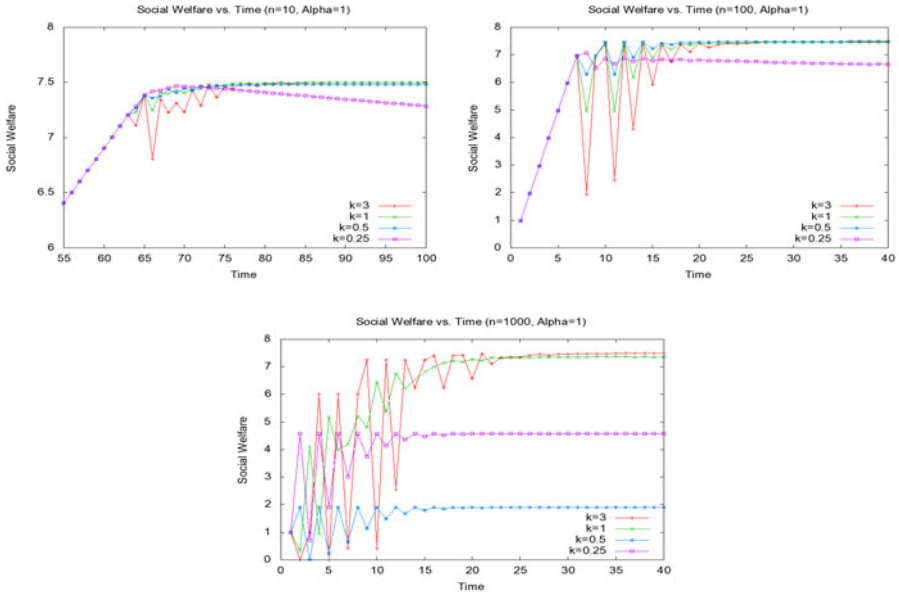 Social Welfare vs. Time (n=10, Alpha=1)
8
7.5
7
6.5
6
Social Welfare
k=3
k=1
k=0.5
k=0.25
55 60 65 70 75 80 85 90 95 100
Time
Social Welfare vs. Time (n=100, Alpha=1)
8
7
6
5
4
3
2
1
0
Social Welfare
k=3
k=1
k=0.5
k=0.25
0 5 10 15 20 25 30 35 40
Time
Social Welfare vs. Time (n=1000, Alpha=1)
8
7
6
5
4
3
2
1
0
Social Welfare
k=3
k=1
k=0.5
k=0.25
0 5 10 15 20 25 30 35 40
Time